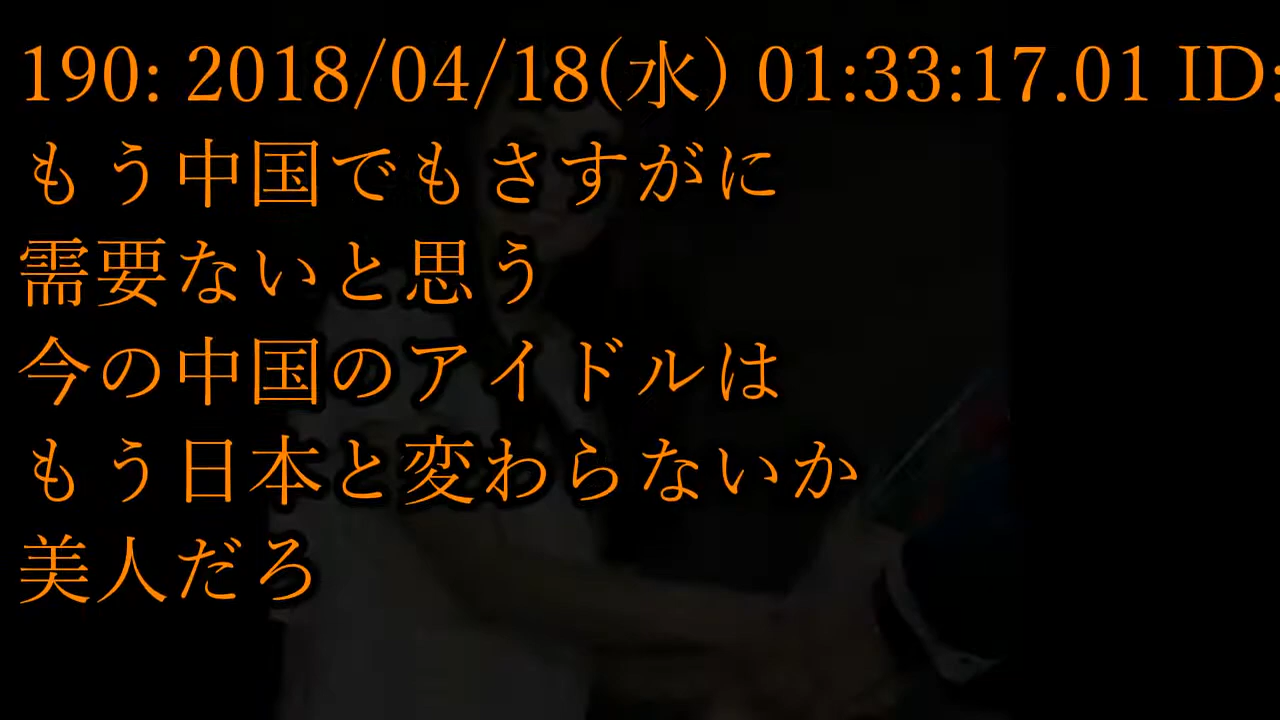 190: 2018/04/18(水) 01:33:17.01 ID:
もう中国でもさすがに
需要ないと思う
今の中国のアイドルは
もう日本と変わらないか
美人だろ